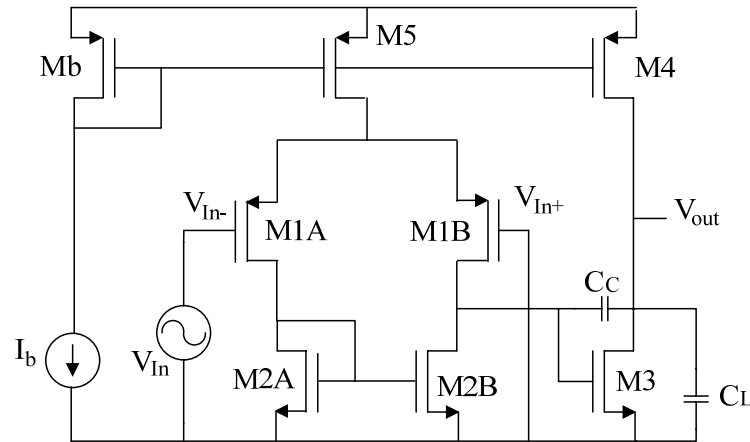 Mb
M5
M4
V_In-
M1A
M1B
V_In+
V_out
C_C
I_b
V_In
M2A
M2B
M3
C_L